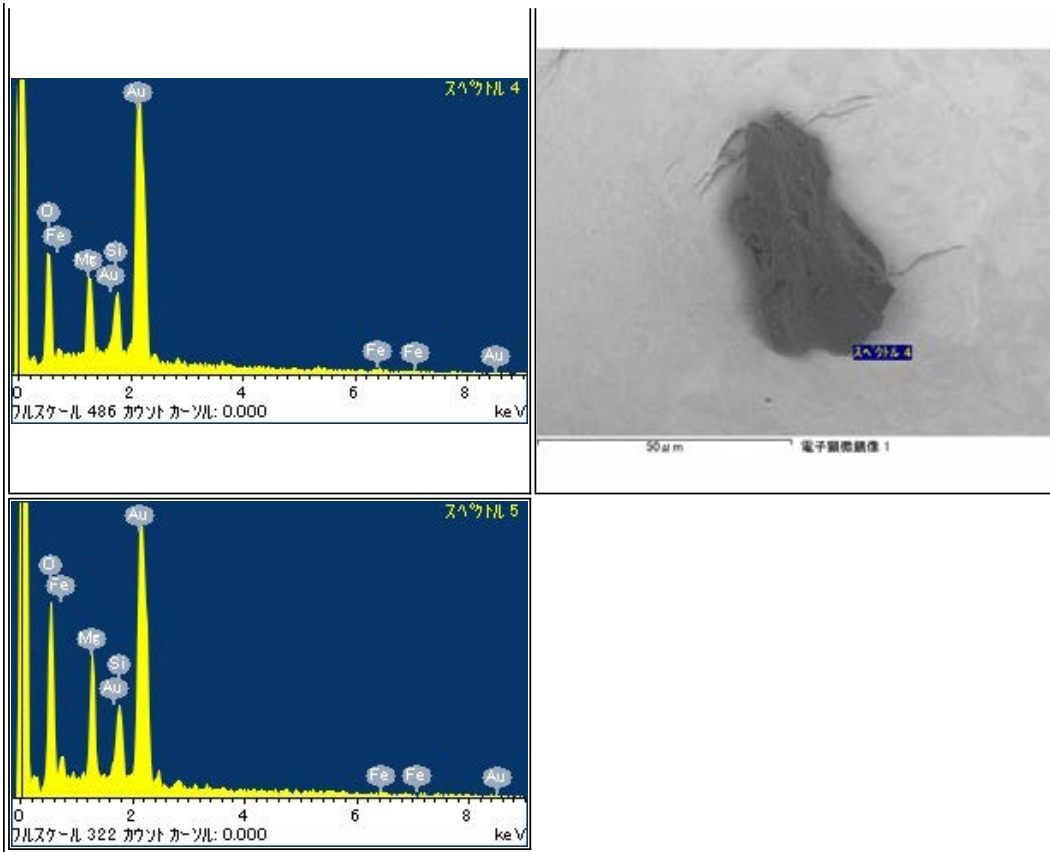 スペクトル 4
Au
O
Fe
Mg
Si
Au
Fe
Fe
Au
0 2 4 6 8
フルスケール 486 カウント カーソル: 0.000 keV
スペクトル 4
50μm 電子顕微鏡像 1
スペクトル 5
Au
O
Fe
Mg
Si
Au
Fe
Fe
Au
0 2 4 6 8
フルスケール 322 カウント カーソル: 0.000 keV